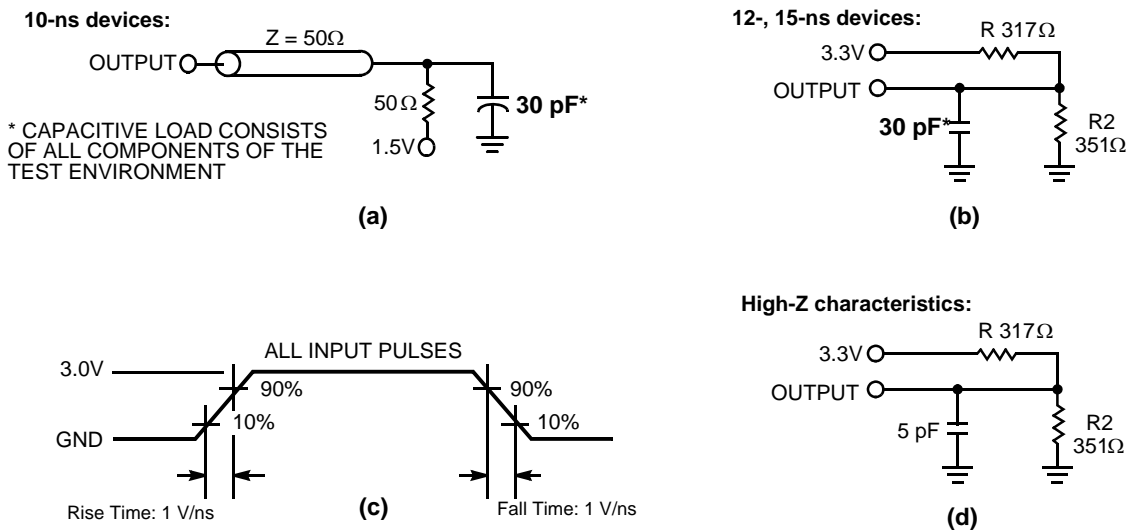 10-ns devices:
Z = 50Ω
OUTPUT
50Ω
30 pF*
1.5V
* CAPACITIVE LOAD CONSISTS
OF ALL COMPONENTS OF THE
TEST ENVIRONMENT
(a)
12-, 15-ns devices:
R 317Ω
3.3V
OUTPUT
30 pF*
R2
351Ω
(b)
ALL INPUT PULSES
3.0V
90%
90%
10%
10%
GND
Rise Time: 1 V/ns
(c)
Fall Time: 1 V/ns
High-Z characteristics:
R 317Ω
3.3V
OUTPUT
5 pF
R2
351Ω
(d)